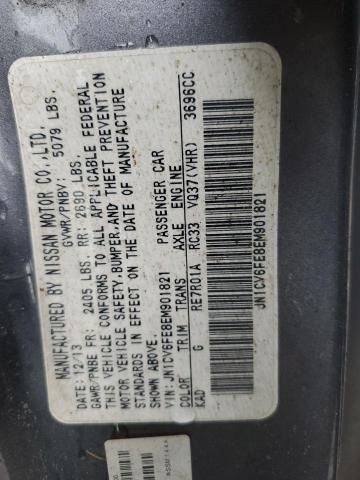 MANUFACTURED BY NISSAN MOTOR CO.,LTD.
DATE: 12/13 GVWR/PNBV: 5079 LBS.
GAWR/PNBE FR: 2405 LBS. RR: 2690 LBS.
THIS VEHICLE CONFORMS TO ALL APPLICABLE FEDERAL
MOTOR VEHICLE SAFETY,BUMPER,AND THEFT PREVENTION
STANDARDS IN EFFECT ON THE DATE OF MANUFACTURE
SHOWN ABOVE.
VIN: JN1CV6FE8EM901821 PASSENGER CAR
COLOR TRIM TRANS AXLE ENGINE
KAD G RE7R01A RC33 VQ37(VHR) 3696CC
JN1CV6FE8EM901821